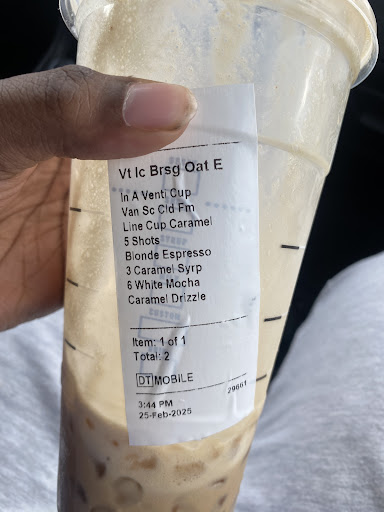 Vt Ic Brsg Oat E
In A Venti Cup
Van Sc Cld Fm
Line Cup Caramel
5 Shots
Blonde Espresso
3 Caramel Syrp
6 White Mocha
Caramel Drizzle
Item: 1 of 1
Total: 2
DT MOBILE
29661
3:44 PM
25-Feb-2025